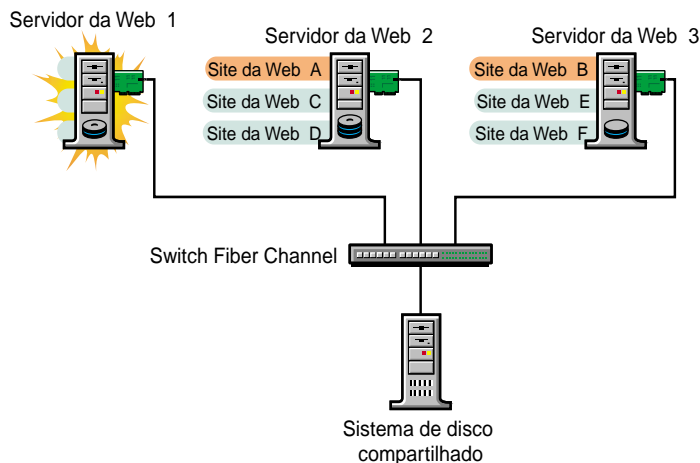 Servidor da Web 1
Servidor da Web 2
Servidor da Web 3
Site da Web A
Site da Web B
Site da Web C
Site da Web E
Site da Web D
Site da Web F
Switch Fiber Channel
Sistema de disco
compartilhado